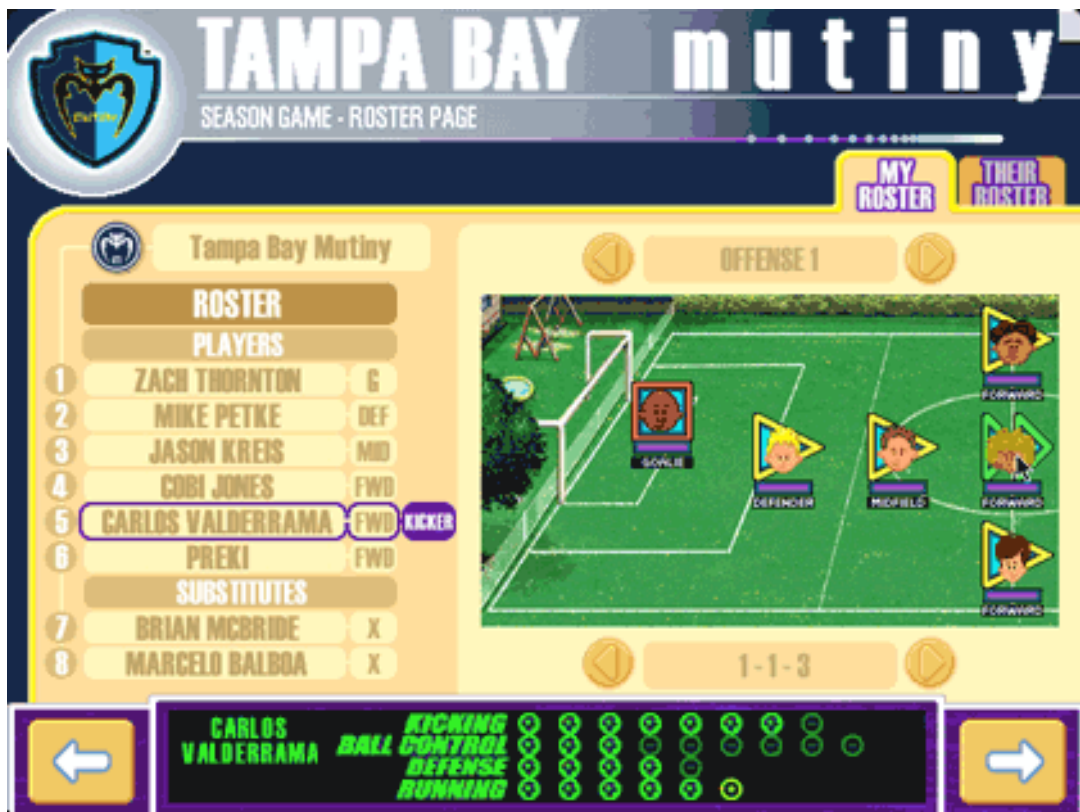 TAMPA BAY mutiny
SEASON GAME - ROSTER PAGE
MY ROSTER
THEIR ROSTER
Tampa Bay Mutiny
OFFENSE 1
ROSTER
PLAYERS
1 ZACH THORNTON G
2 MIKE PETKE DEF
3 JASON KREIS MID
4 COBI JONES FWD
5 CARLOS VALDERRAMA FWD KICKER
6 PREKI FWD
SUBSTITUTES
7 BRIAN MCBRIDE X
8 MARCELO BALBOA X
FORWARD
GOALIE
DEFENDER
MIDFIELD
FORWARD
FORWARD
1 - 1 - 3
CARLOS
VALDERRAMA
KICKING
BALL CONTROL
DEFENSE
RUNNING